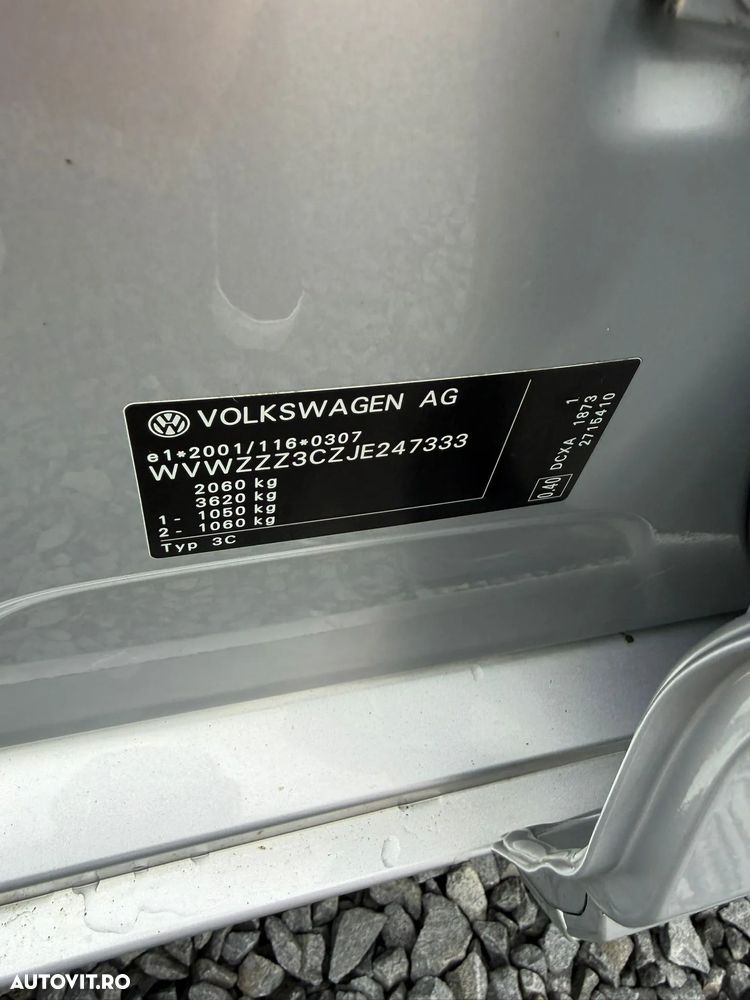 VOLKSWAGEN AG
e1*2001/116*0307
WVWZZZ3CZJE247333
2060 kg
3620 kg
1 - 1050 kg
2 - 1060 kg
Typ 3C
0.40
DCXA 1873
1
2715410
AUTOVIT.RO